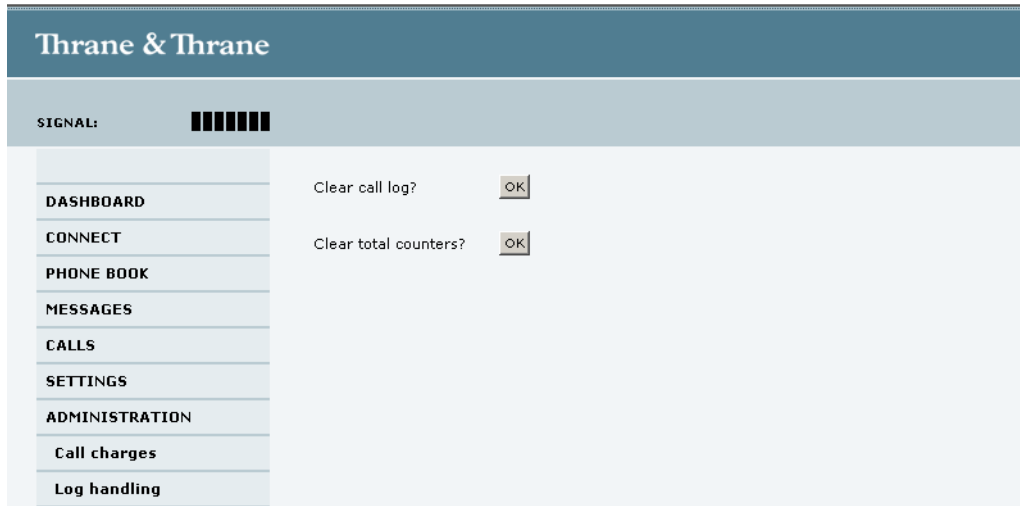 Thrane & Thrane
SIGNAL:
DASHBOARD
CONNECT
PHONE BOOK
MESSAGES
CALLS
SETTINGS
ADMINISTRATION
Call charges
Log handling
Clear call log? OK
Clear total counters? OK